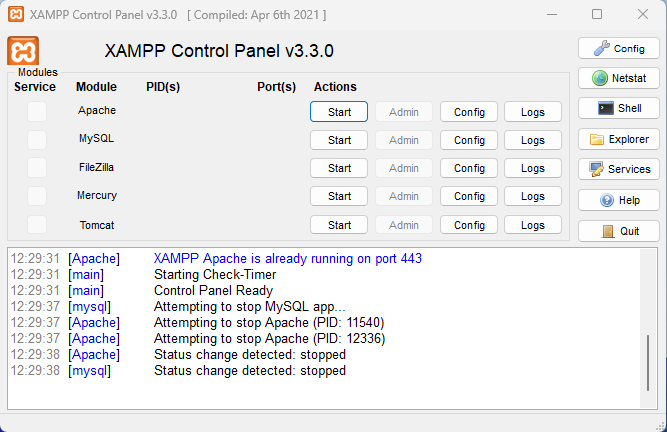 XAMPP Control Panel v3.3.0 [ Compiled: Apr 6th 2021 ]
XAMPP Control Panel v3.3.0
Config
Modules
Service Module PID(s) Port(s) Actions
Netstat
Apache Start Admin Config Logs
Shell
MySQL Start Admin Config Logs
Explorer
FileZilla Start Admin Config Logs
Services
Mercury Start Admin Config Logs
Help
Tomcat Start Admin Config Logs
Quit
12:29:31 [Apache] XAMPP Apache is already running on port 443
12:29:31 [main] Starting Check-Timer
12:29:31 [main] Control Panel Ready
12:29:37 [mysql] Attempting to stop MySQL app...
12:29:37 [Apache] Attempting to stop Apache (PID: 11540)
12:29:37 [Apache] Attempting to stop Apache (PID: 12336)
12:29:38 [Apache] Status change detected: stopped
12:29:38 [mysql] Status change detected: stopped